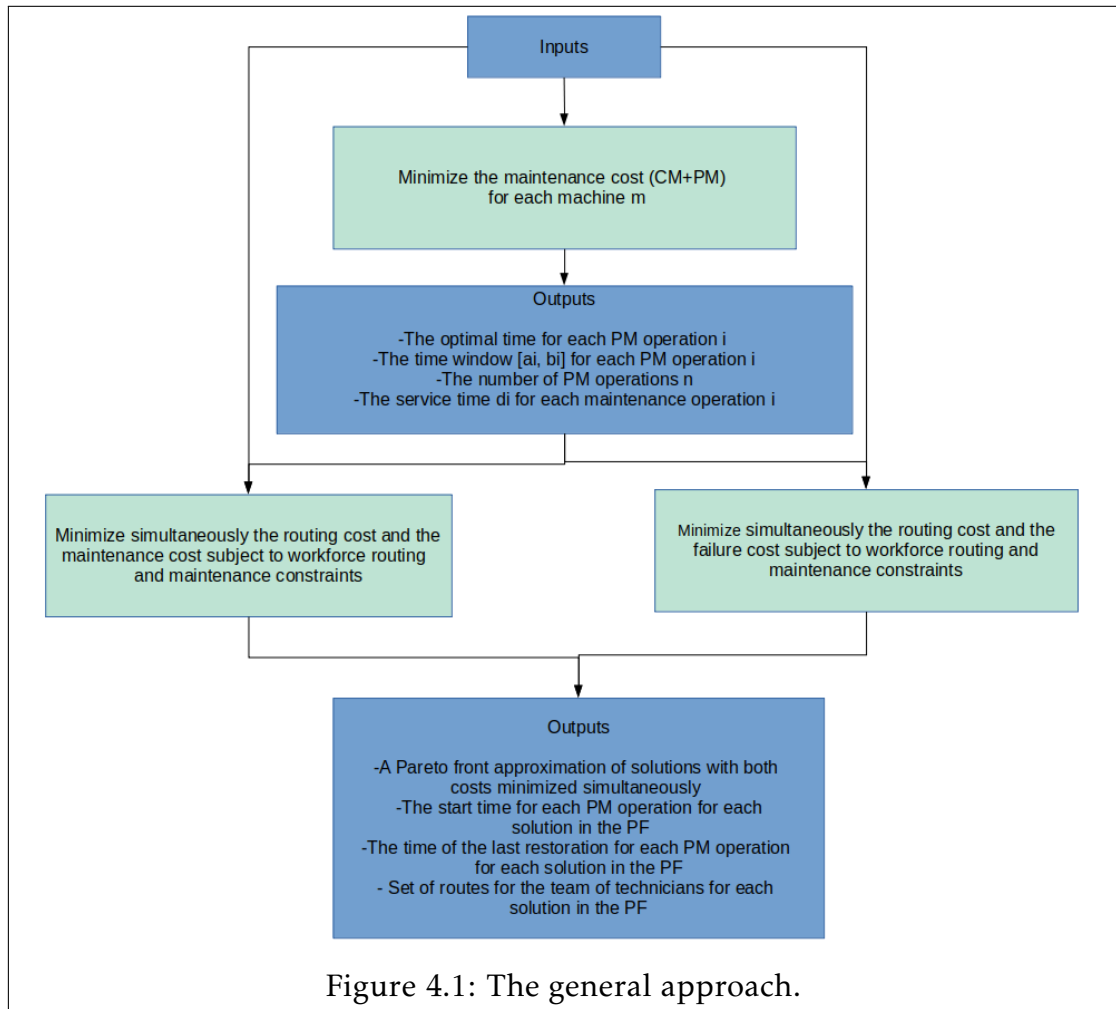 Inputs
Minimize the maintenance cost (CM+PM)
for each machine m
Outputs
-The optimal time for each PM operation i
-The time window [ai, bi] for each PM operation i
-The number of PM operations n
-The service time di for each maintenance operation i
Minimize simultaneously the routing cost and the
maintenance cost subject to workforce routing
and maintenance constraints
Minimize simultaneously the routing cost and the
failure cost subject to workforce routing and
maintenance constraints
Outputs
-A Pareto front approximation of solutions with both
costs minimized simultaneously
-The start time for each PM operation for each
solution in the PF
-The time of the last restoration for each PM operation
for each solution in the PF
- Set of routes for the team of technicians for each
solution in the PF
Figure 4.1: The general approach.